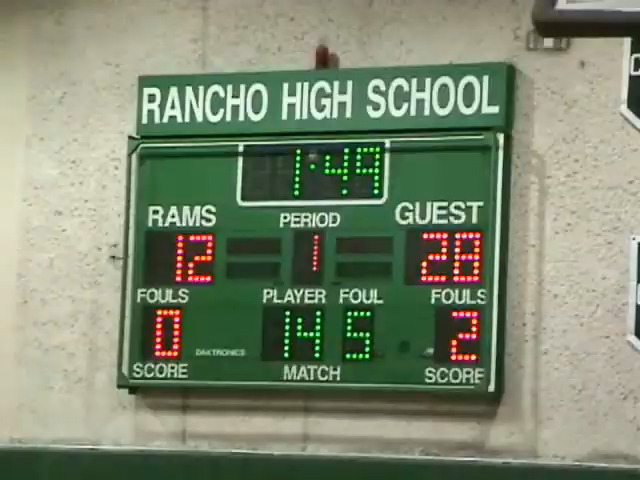 RANCHO HIGH SCHOOL
1:49
RAMS PERIOD GUEST
12 1 28
FOULS PLAYER FOUL FOULS
0 14 5 2
DAKTRONICS
SCORE MATCH SCORE